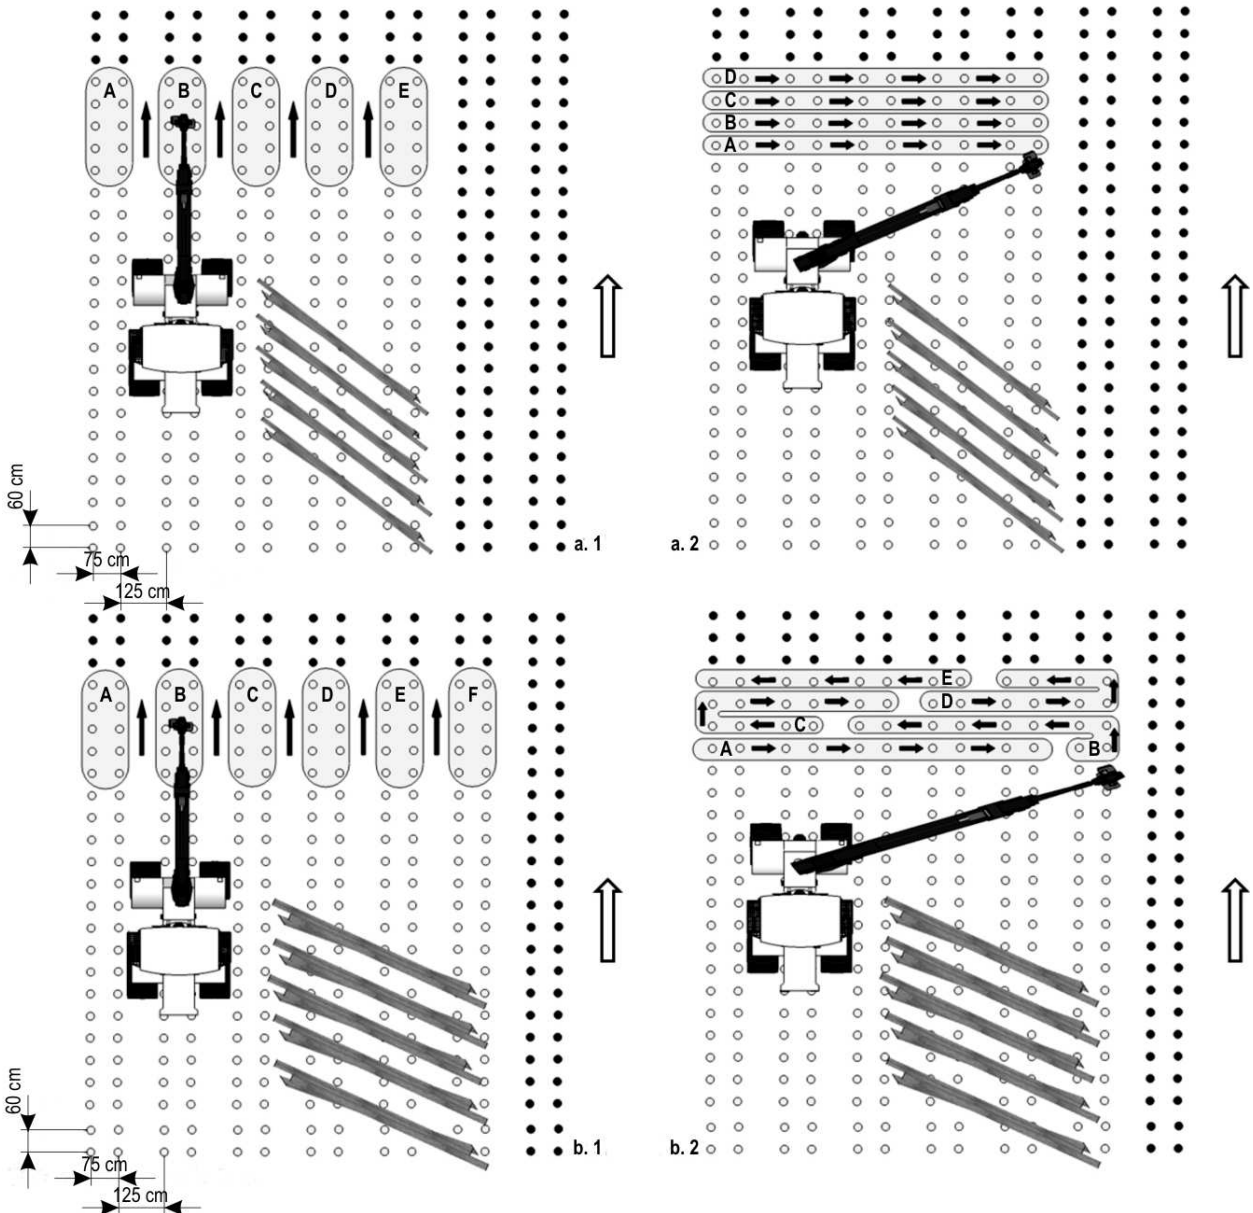 A B C D E
D
C
B
A
60 cm
a. 1
a. 2
75 cm
125 cm
A B C D E F
E
D
C
A
B
60 cm
b. 1
b. 2
75 cm
125 cm